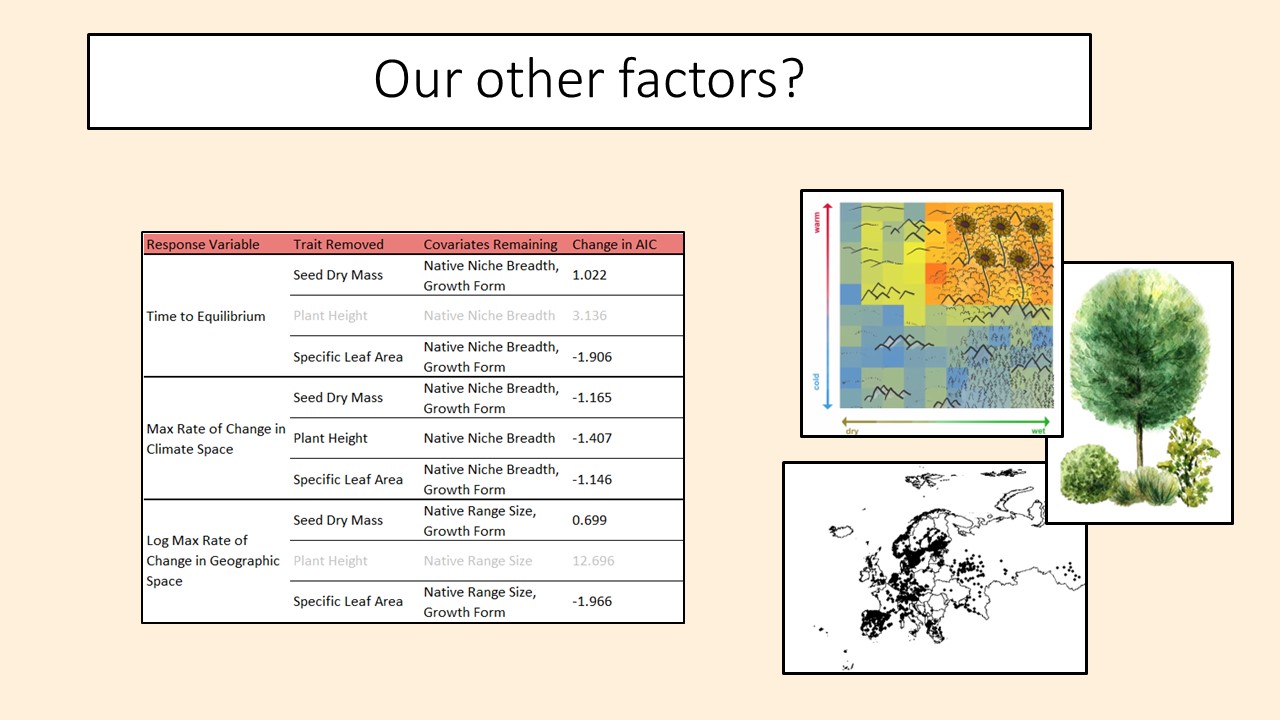 Our other factors?
Response Variable Trait Removed Covariates Remaining Change in AIC
Time to Equilibrium
Seed Dry Mass
Native Niche Breadth,
Growth Form
1.022
Plant Height Native Niche Breadth 3.136
Specific Leaf Area
Native Niche Breadth,
Growth Form
-1.906
Max Rate of Change in
Climate Space
Seed Dry Mass
Native Niche Breadth,
Growth Form
-1.165
Plant Height Native Niche Breadth -1.407
Specific Leaf Area
Native Niche Breadth,
Growth Form
-1.146
Log Max Rate of
Change in Geographic
Space
Seed Dry Mass
Native Range Size,
Growth Form
0.699
Plant Height Native Range Size 12.696
Specific Leaf Area
Native Range Size,
Growth Form
-1.966
warm
cold
dry wet